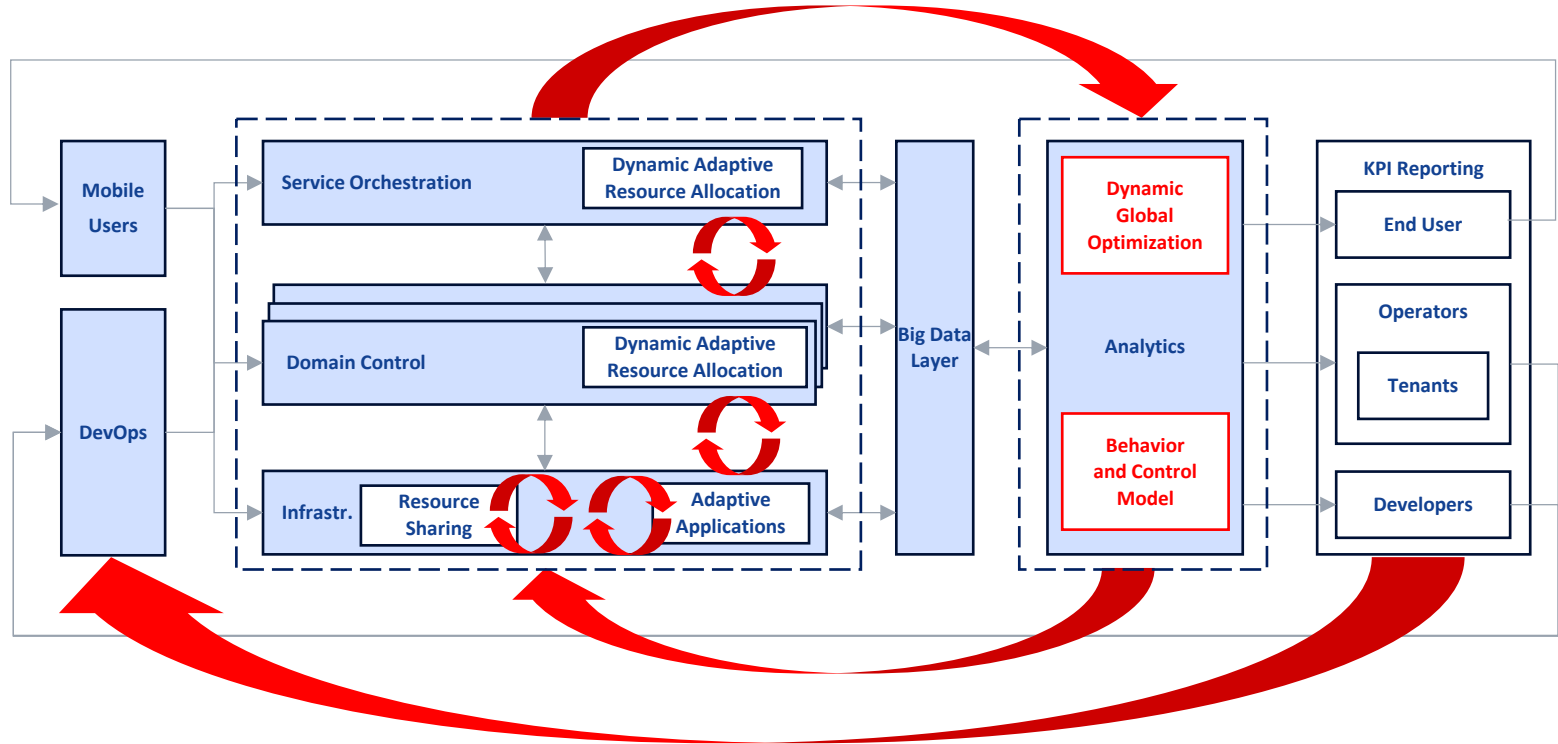 Mobile
Users
DevOps
Service Orchestration
Dynamic Adaptive
Resource Allocation
Domain Control
Dynamic Adaptive
Resource Allocation
Infrastr.
Resource
Sharing
Adaptive
Applications
Big Data
Layer
Dynamic
Global
Optimization
Analytics
Behavior
and Control
Model
KPI Reporting
End User
Operators
Tenants
Developers